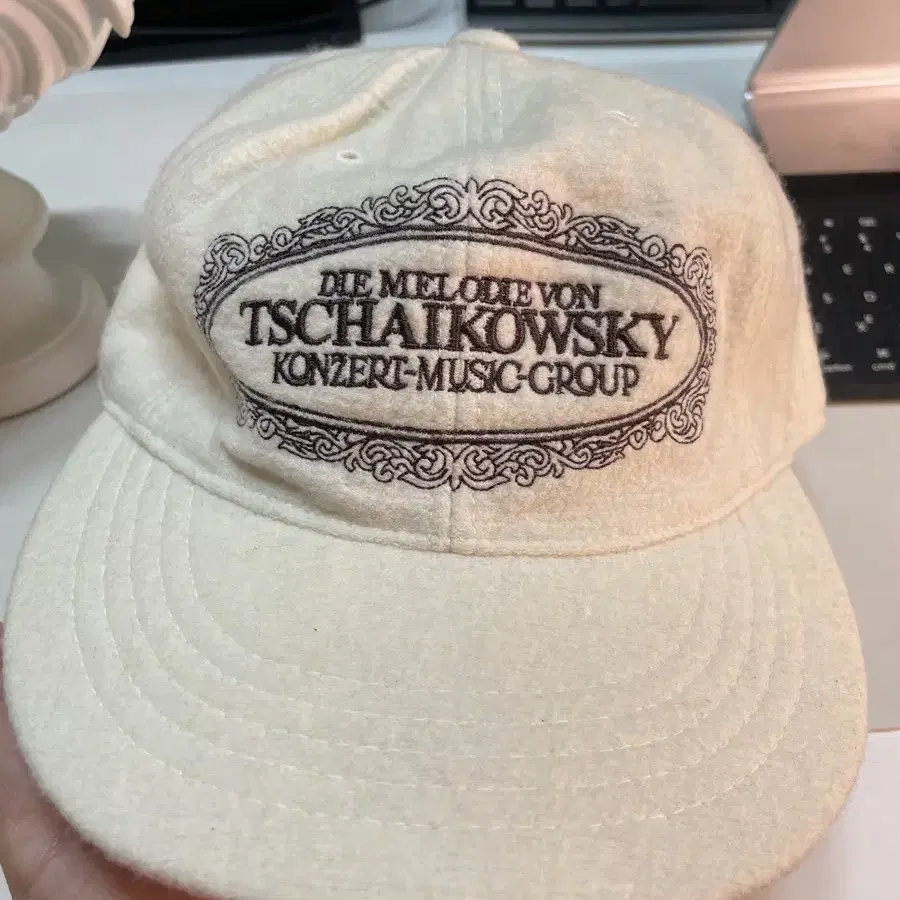 DIE MELODIE VON
TSCHAIKOWSKY
KONZERT-MUSIC-GROUP